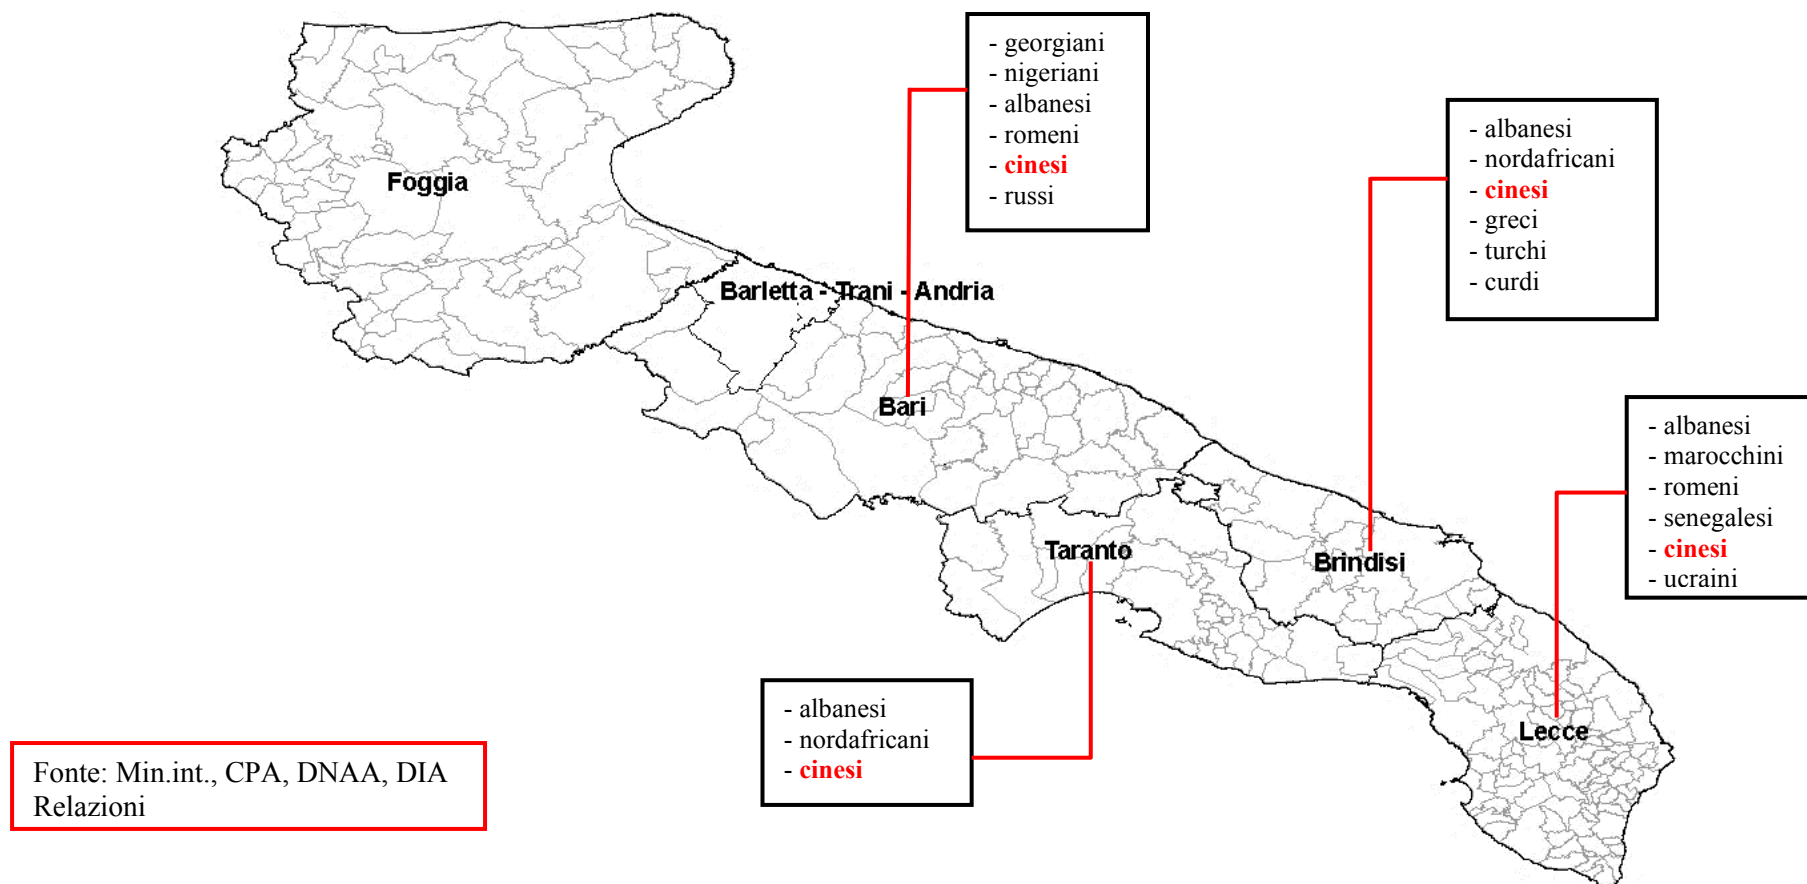 - georgiani
- nigeriani
- albanesi
- romeni
- cinesi
- russi
- albanesi
- nordafricani
- cinesi
- greci
- turchi
- curdi
Foggia
Barletta - Trani - Andria
Bari
- albanesi
- marocchini
- romeni
- senegalesi
- cinesi
- ucraini
Taranto
Brindisi
Lecce
- albanesi
- nordafricani
- cinesi
Fonte: Min.int., CPA, DNAA, DIA
Relazioni